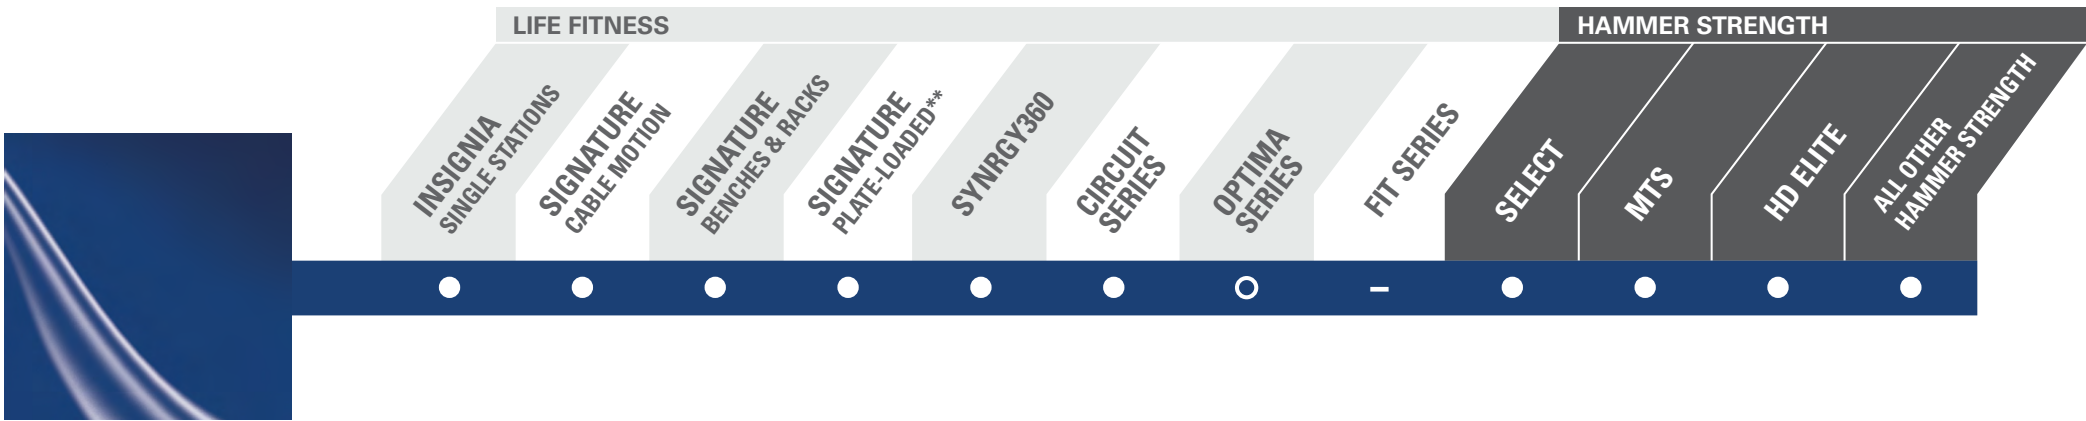 LIFE FITNESS
HAMMER STRENGTH
INSIGNIA
SINGLE STATIONS
SIGNATURE
CABLE MOTION
SIGNATURE
BENCHES & RACKS
SIGNATURE
PLATE-LOADED**
SYNRGY360
CIRCUIT
SERIES
OPTIMA
SERIES
FIT SERIES
SELECT
MTS
HD ELITE
ALL OTHER
HAMMER STRENGTH
–